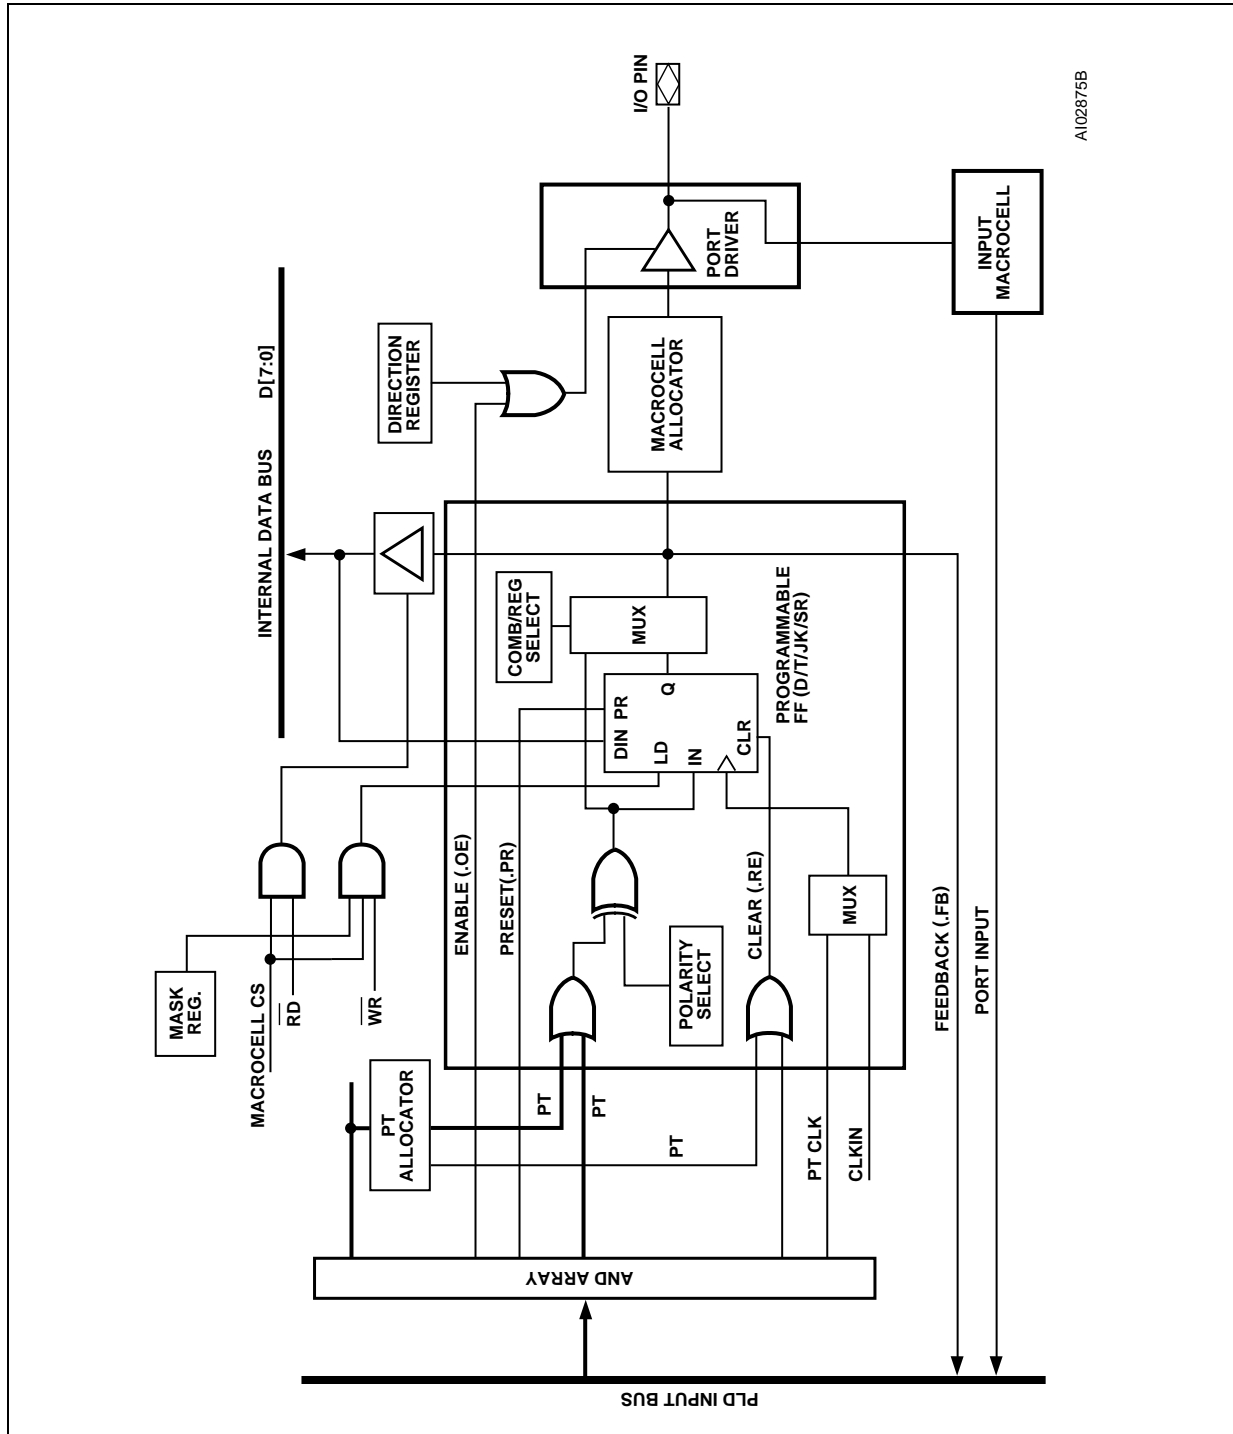 MASK
REG.
MACROCELL CS
RD
WR
INTERNAL DATA BUS
D[7:0]
DIRECTION
REGISTER
PT
ALLOCATOR
PT
PT
PT
ENABLE (.OE)
PRESET(.PR)
COMB/REG
SELECT
MUX
DIN
PR
LD
Q
IN
CLR
PROGRAMMABLE
FF (D/T/JK/SR)
POLARITY
SELECT
CLEAR (.RE)
PT CLK
CLKIN
MUX
MACROCELL
ALLOCATOR
PORT
DRIVER
I/O PIN
INPUT
MACROCELL
FEEDBACK (.FB)
PORT INPUT
AND ARRAY
PLD INPUT BUS
AI02875B